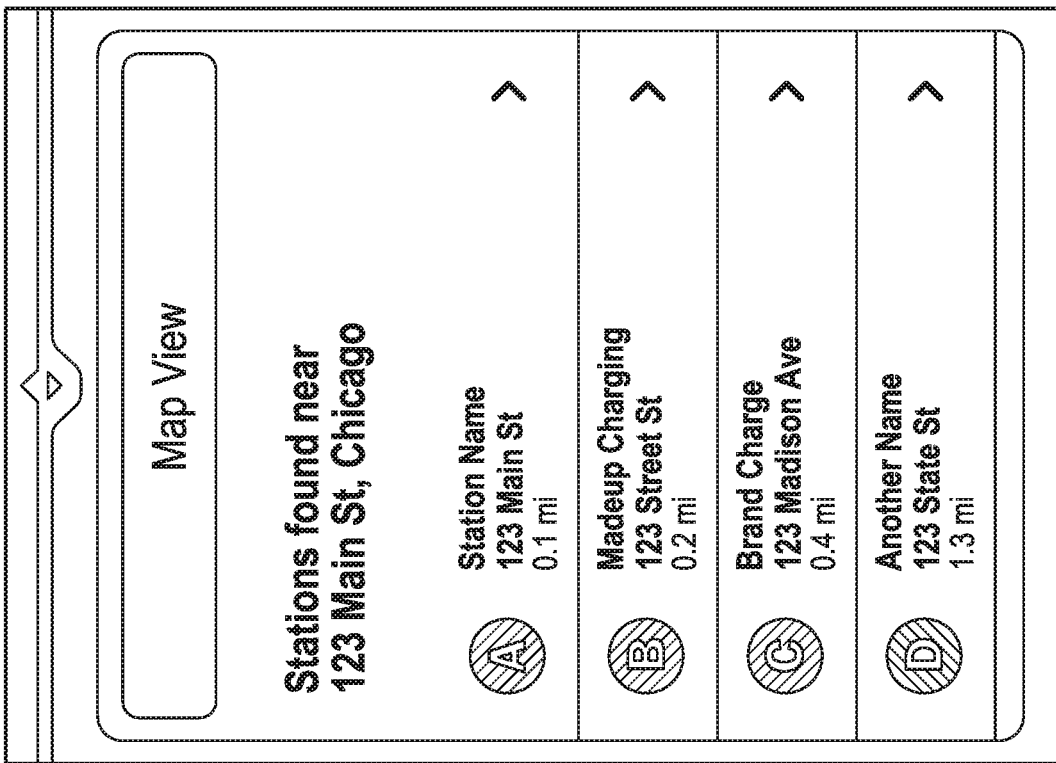 Map View
Stations found near
123 Main St, Chicago
A
Station Name
123 Main St
0.1 mi
B
Madeup Charging
123 Street St
0.2 mi
C
Brand Charge
123 Madison Ave
0.4 mi
D
Another Name
123 State St
1.3 mi